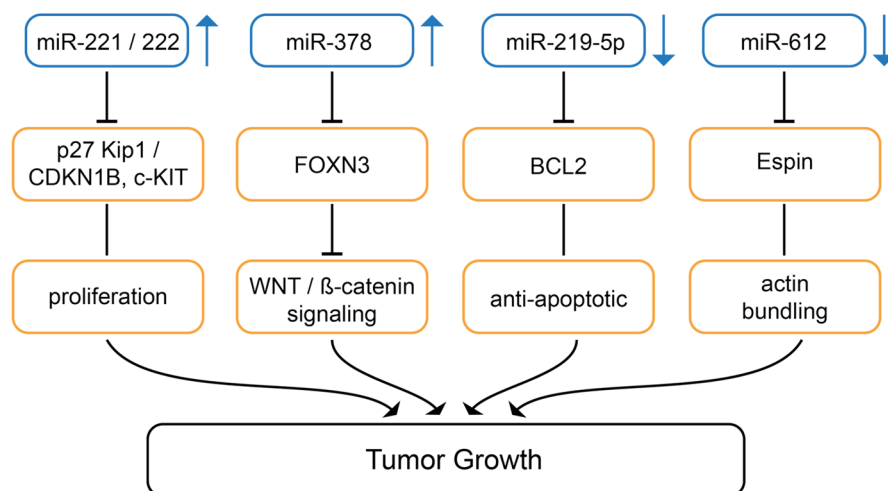 miR-221 / 222
miR-378
miR-219-5p
miR-612
p27 Kip1 /
CDKN1B, c-KIT
FOXN3
BCL2
Espin
proliferation
WNT / ß-catenin
signaling
anti-apoptotic
actin
bundling
Tumor Growth